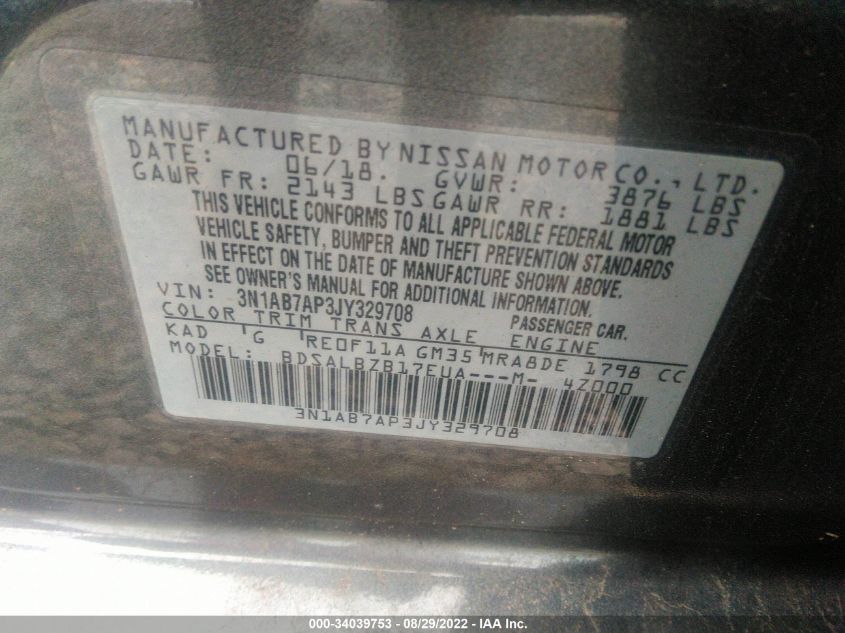 MANUFACTURED BY NISSAN MOTOR CO., LTD.
DATE: 06/18. GVWR: 3876 LBS
GAWR FR: 2143 LBS GAWR RR: 1881 LBS
THIS VEHICLE CONFORMS TO ALL APPLICABLE FEDERAL MOTOR
VEHICLE SAFETY, BUMPER AND THEFT PREVENTION STANDARDS
IN EFFECT ON THE DATE OF MANUFACTURE SHOWN ABOVE.
SEE OWNER'S MANUAL FOR ADDITIONAL INFORMATION.
VIN: 3N1AB7AP3JY329708 PASSENGER CAR.
COLOR TRIM TRANS AXLE ENGINE
KAD G RE0F11A GM35 MRA8DE 1798 CC
MODEL: BDSALBZB17EUA---M- 4Z000
3N1AB7AP3JY329708
000-34039753 - 08/29/2022 - IAA Inc.